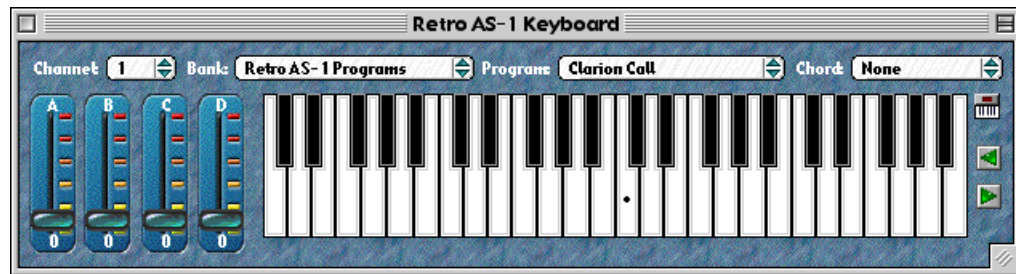 Retro AS-1 Keyboard
Channel: 1 Bank: Retro AS-1 Programs Program: Clarion Call Chord: None
A B C D
0 0 0 0